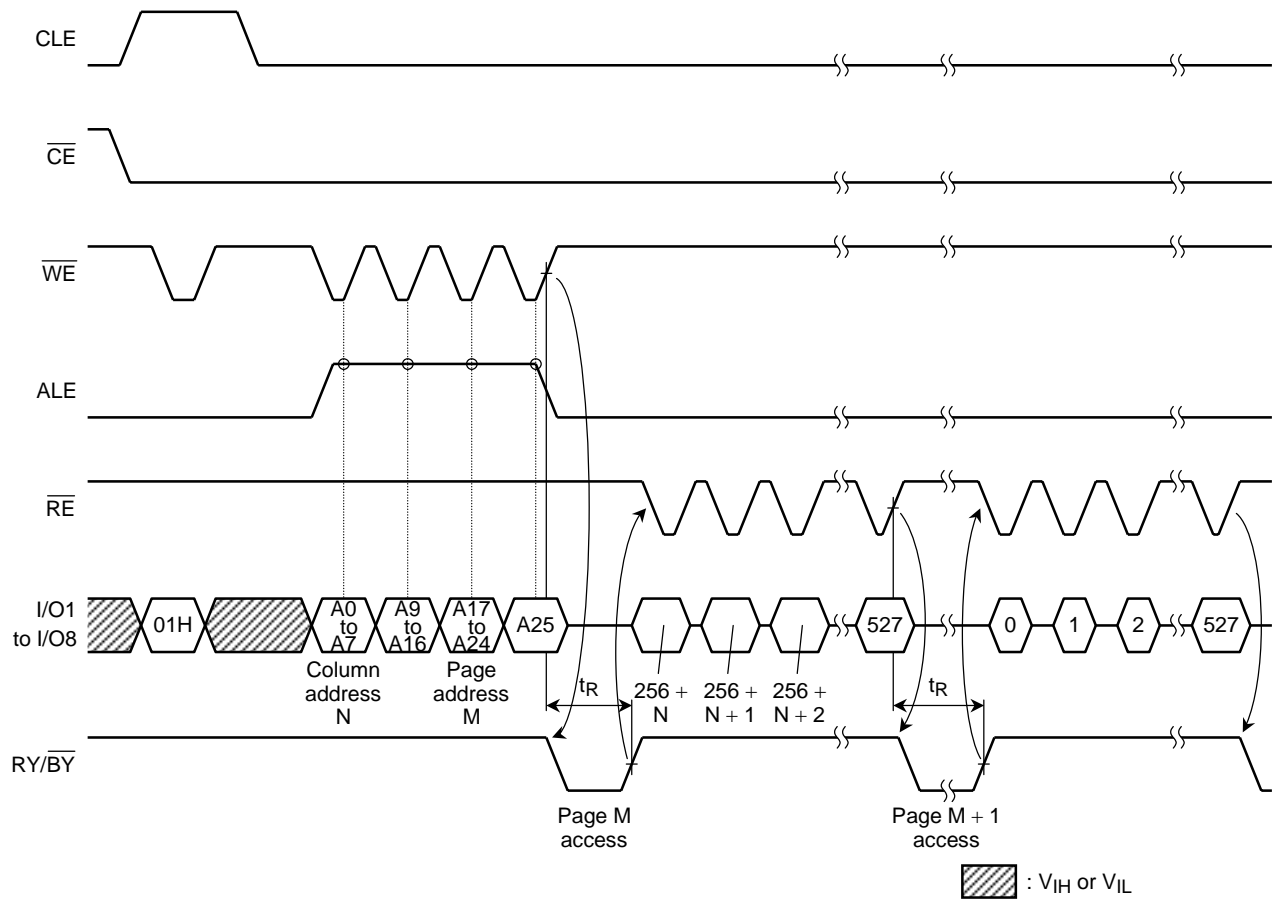 CLE
CE
WE
ALE
RE
I/O1
to I/O8
01H
A0
to
A7
A9
to
A16
A17
to
A24
A25
527
0
1
2
527
Column
address
N
Page
address
M
tR
256 +
N
256 +
N + 1
256 +
N + 2
tR
RY/BY
Page M
access
Page M + 1
access
: VIH or VIL